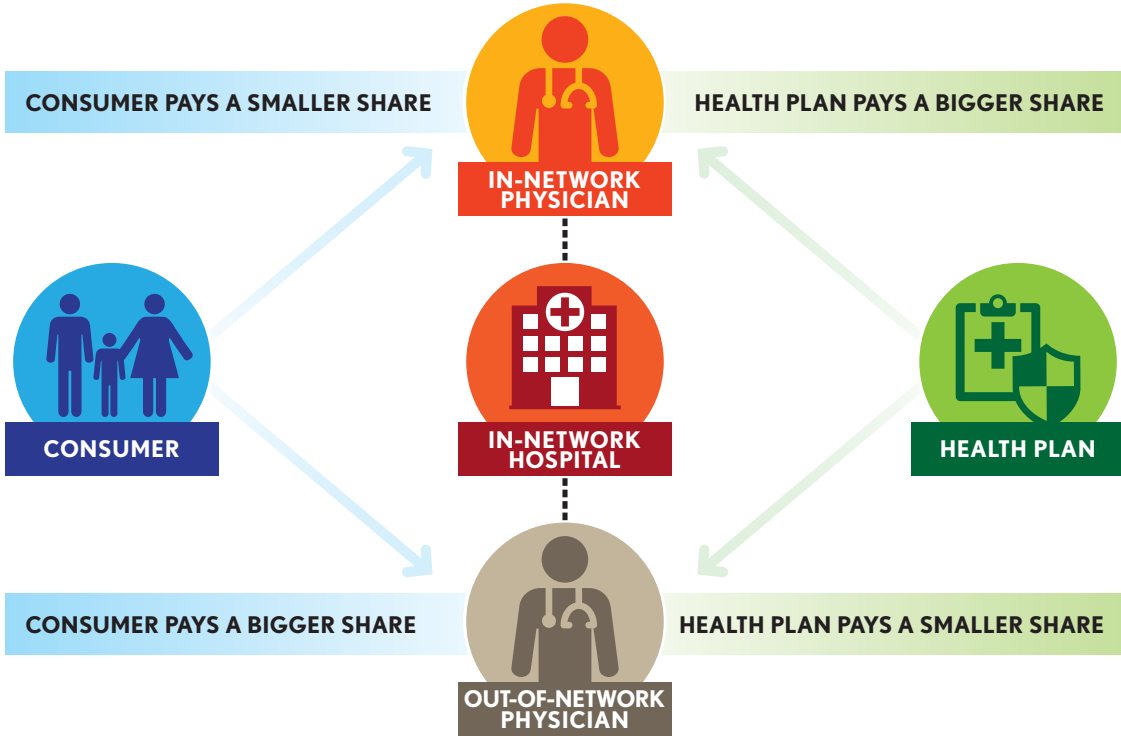 CONSUMER PAYS A SMALLER SHARE
HEALTH PLAN PAYS A BIGGER SHARE
IN-NETWORK
PHYSICIAN
CONSUMER
IN-NETWORK
HOSPITAL
HEALTH PLAN
CONSUMER PAYS A BIGGER SHARE
HEALTH PLAN PAYS A SMALLER SHARE
OUT-OF-NETWORK
PHYSICIAN